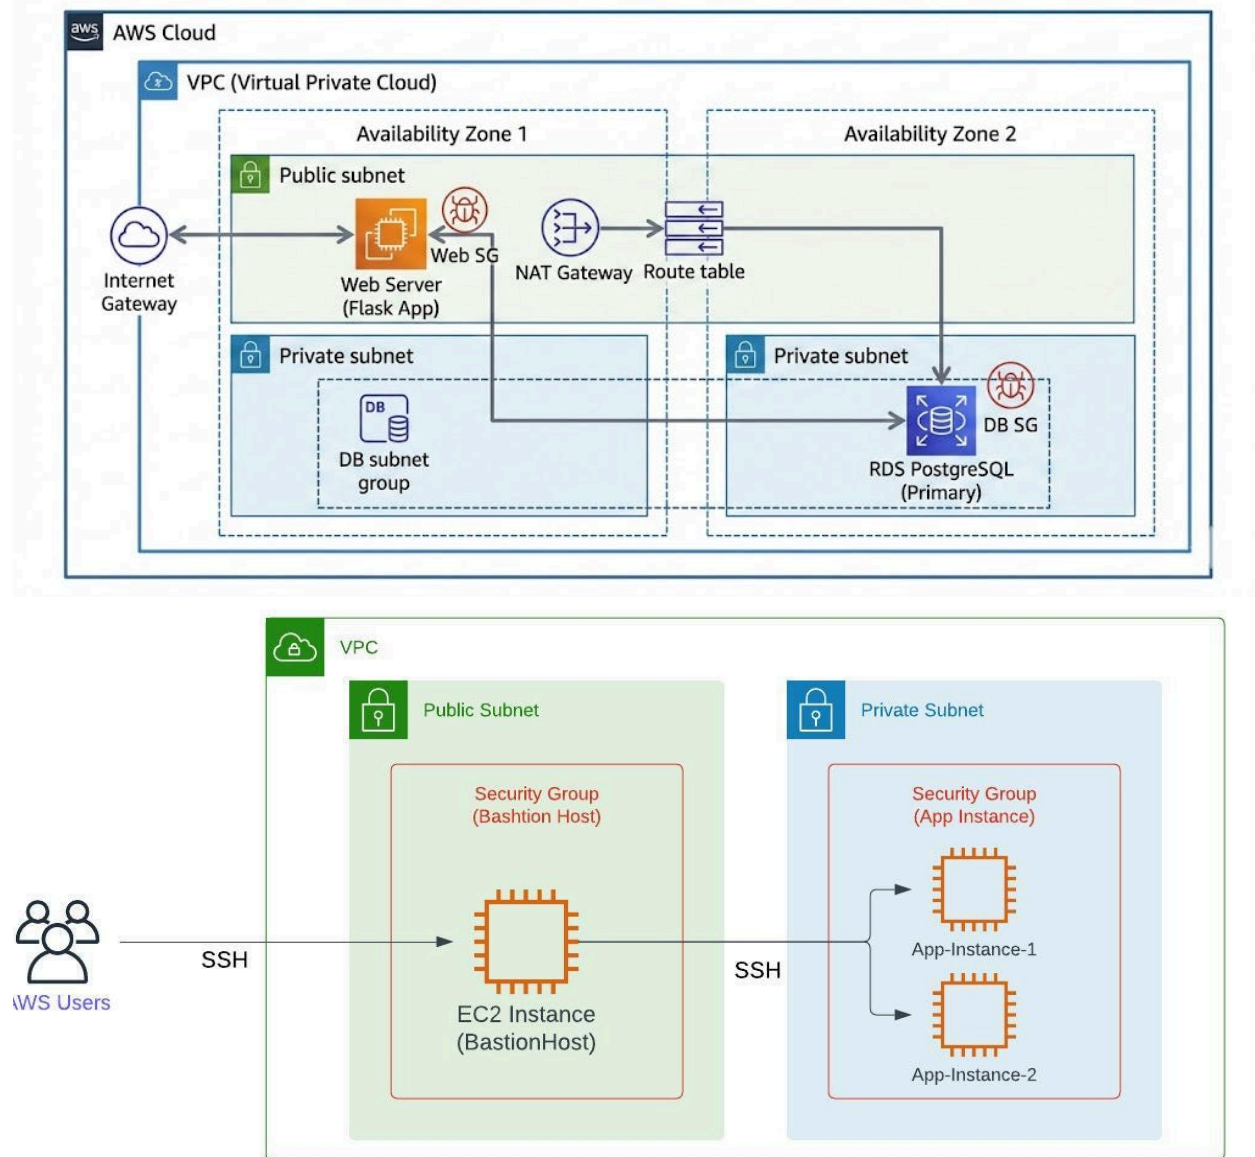 aws
AWS Cloud
VPC (Virtual Private Cloud)
Availability Zone 1
Availability Zone 2
Public subnet
Internet
Gateway
Web Server
(Flask App)
Web SG
NAT Gateway
Route table
Private subnet
Private subnet
DB
DB subnet
group
DB SG
RDS PostgreSQL
(Primary)
VPC
Public Subnet
Private Subnet
Security Group
(Bashtion Host)
Security Group
(App Instance)
SSH
AWS Users
EC2 Instance
(BastionHost)
SSH
App-Instance-1
App-Instance-2